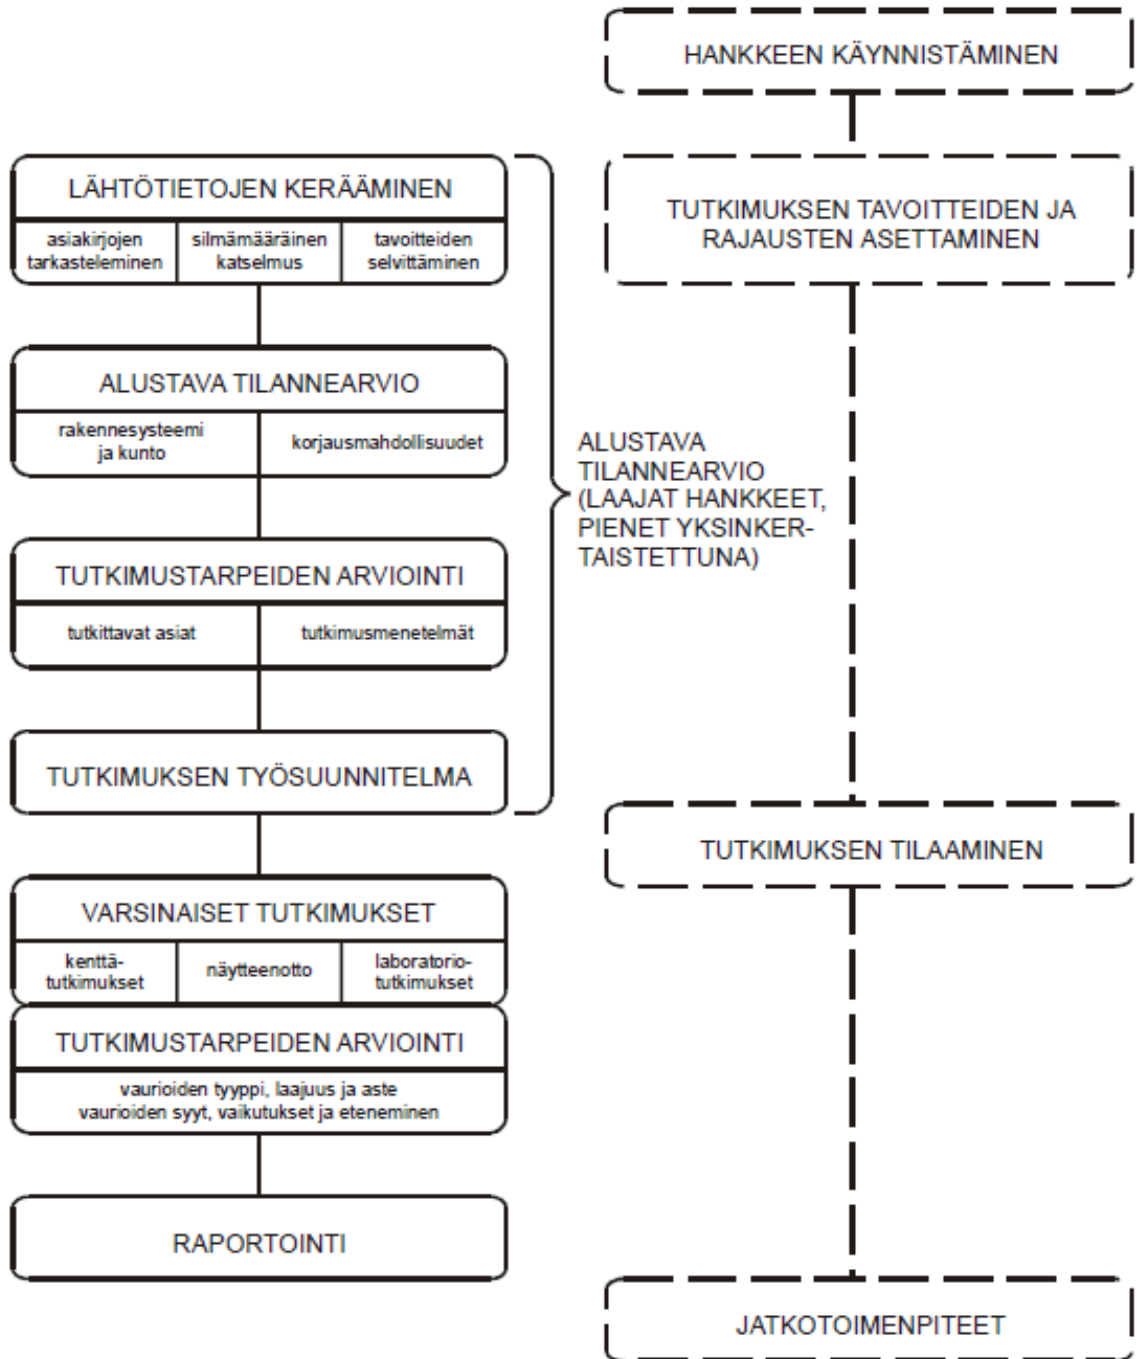 HANKKEEN KÄYNNISTÄMINEN
LÄHTÖTIETOJEN KERÄÄMINEN
asiakirjojen
tarkasteleminen
silmämääräinen
katselmus
tavoitteiden
selvittäminen
TUTKIMUKSEN TAVOITTEIDEN JA
RAJAUSTEN ASETTAMINEN
ALUSTAVA TILANNEARVIO
rakennesysteemi
ja kunto
korjausmahdollisuudet
ALUSTAVA
TILANNEARVIO
(LAAJAT HANKKEET,
PIENET YKSINKER-
TAISTETTUNA)
TUTKIMUSTARPEIDEN ARVIOINTI
tutkittavat asiat
tutkimusmenetelmät
TUTKIMUKSEN TYÖSUUNNITELMA
TUTKIMUKSEN TILAAMINEN
VARSINAISET TUTKIMUKSET
kenttä-
tutkimukset
näytteenotto
laboratorio-
tutkimukset
TUTKIMUSTARPEIDEN ARVIOINTI
vaurioiden tyyppi, laajuus ja aste
vaurioiden syyt, vaikutukset ja eteneminen
RAPORTOINTI
JATKOTOIMENPITEET